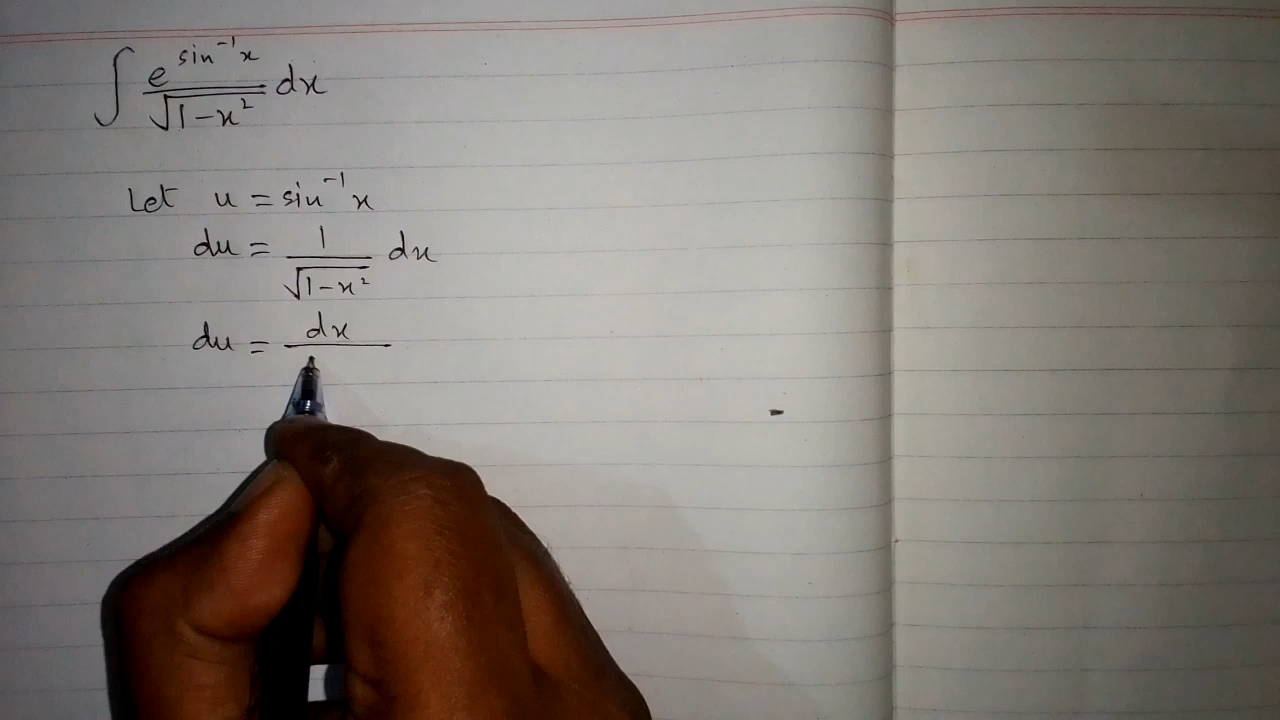 ∫ e^(sin⁻¹x) / √(1-x²) dx
Let u = sin⁻¹x
du = 1/√(1-x²) dx
du = dx/